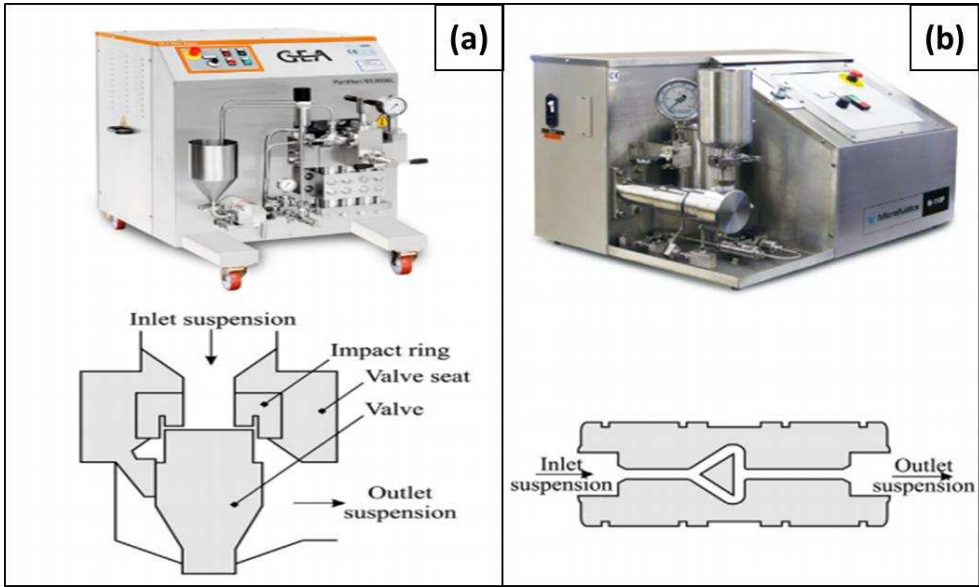 (a)
GEA
Inlet suspension
Impact ring
Valve seat
Valve
Outlet
suspension
(b)
Microfluidics
Inlet
suspension
Outlet
suspension